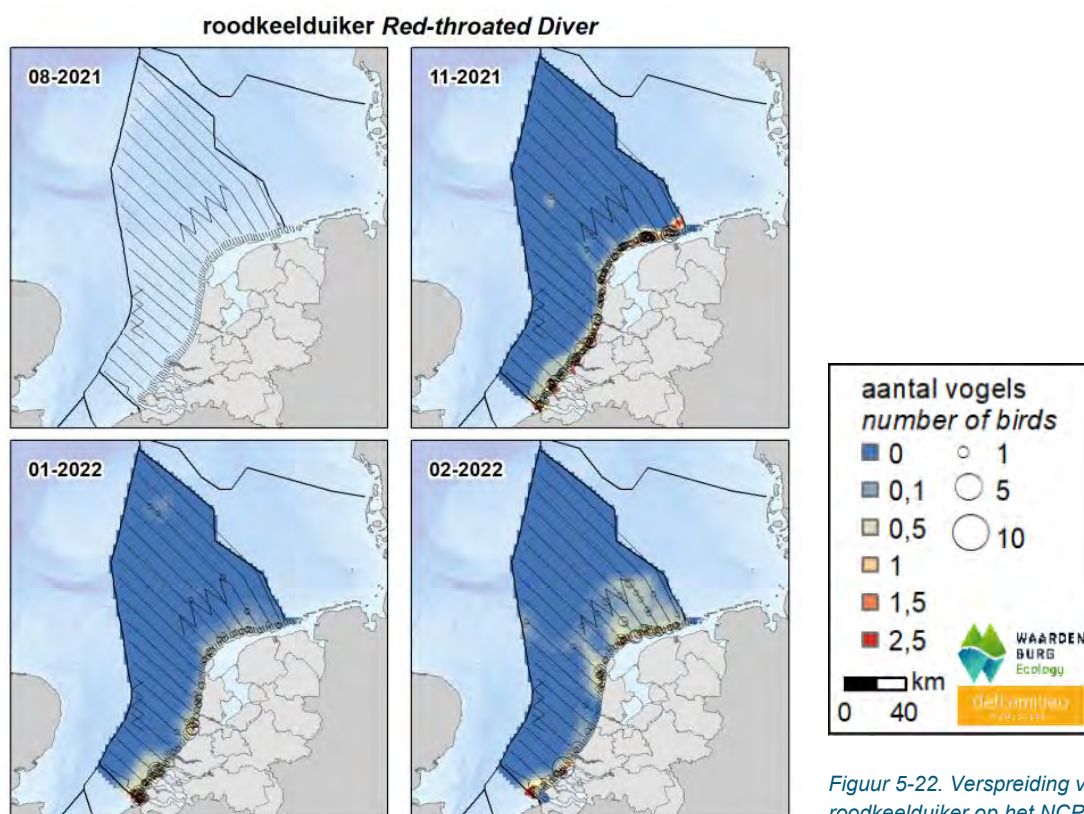 roodkeelduiker Red-throated Diver
08-2021
11-2021
01-2022
02-2022
aantal vogels
number of birds
0 1
0,1 5
0,5 10
1
1,5
2,5
km
0 40
WAARDEN
BURG
Ecology
Figuur 5-22. Verspreiding v
roodkeelduiker op het NCP